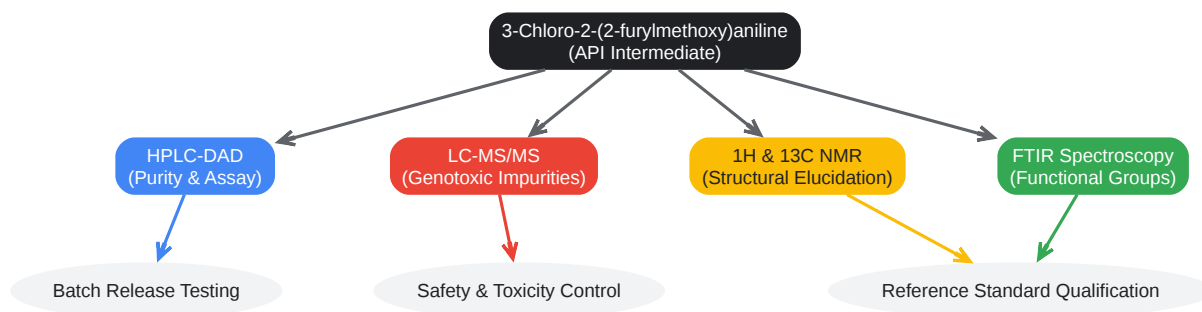 3-Chloro-2-(2-furylmethoxy)aniline
(API Intermediate)
HPLC-DAD
(Purity & Assay)
LC-MS/MS
(Genotoxic Impurities)
1H & 13C NMR
(Structural Elucidation)
FTIR Spectroscopy
(Functional Groups)
Batch Release Testing
Safety & Toxicity Control
Reference Standard Qualification